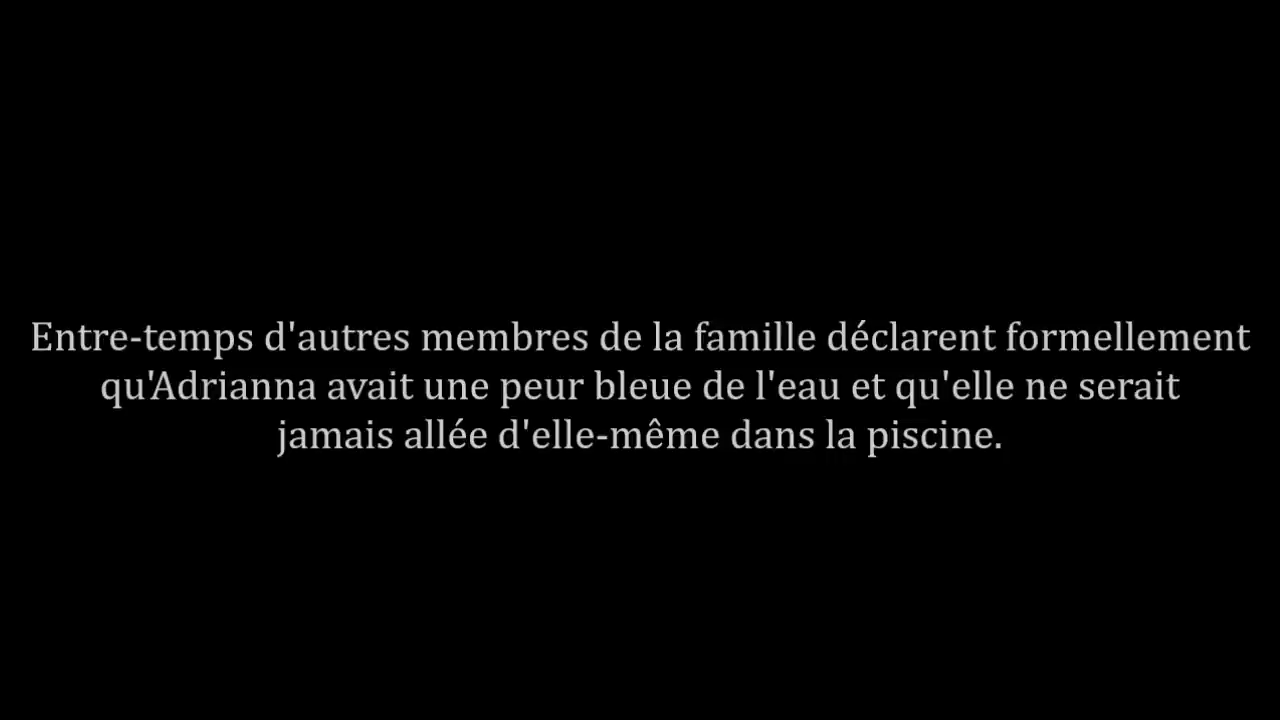 Entre-temps d'autres membres de la famille déclarent formellement
qu'Adrianna avait une peur bleue de l'eau et qu'elle ne serait
jamais allée d'elle-même dans la piscine.